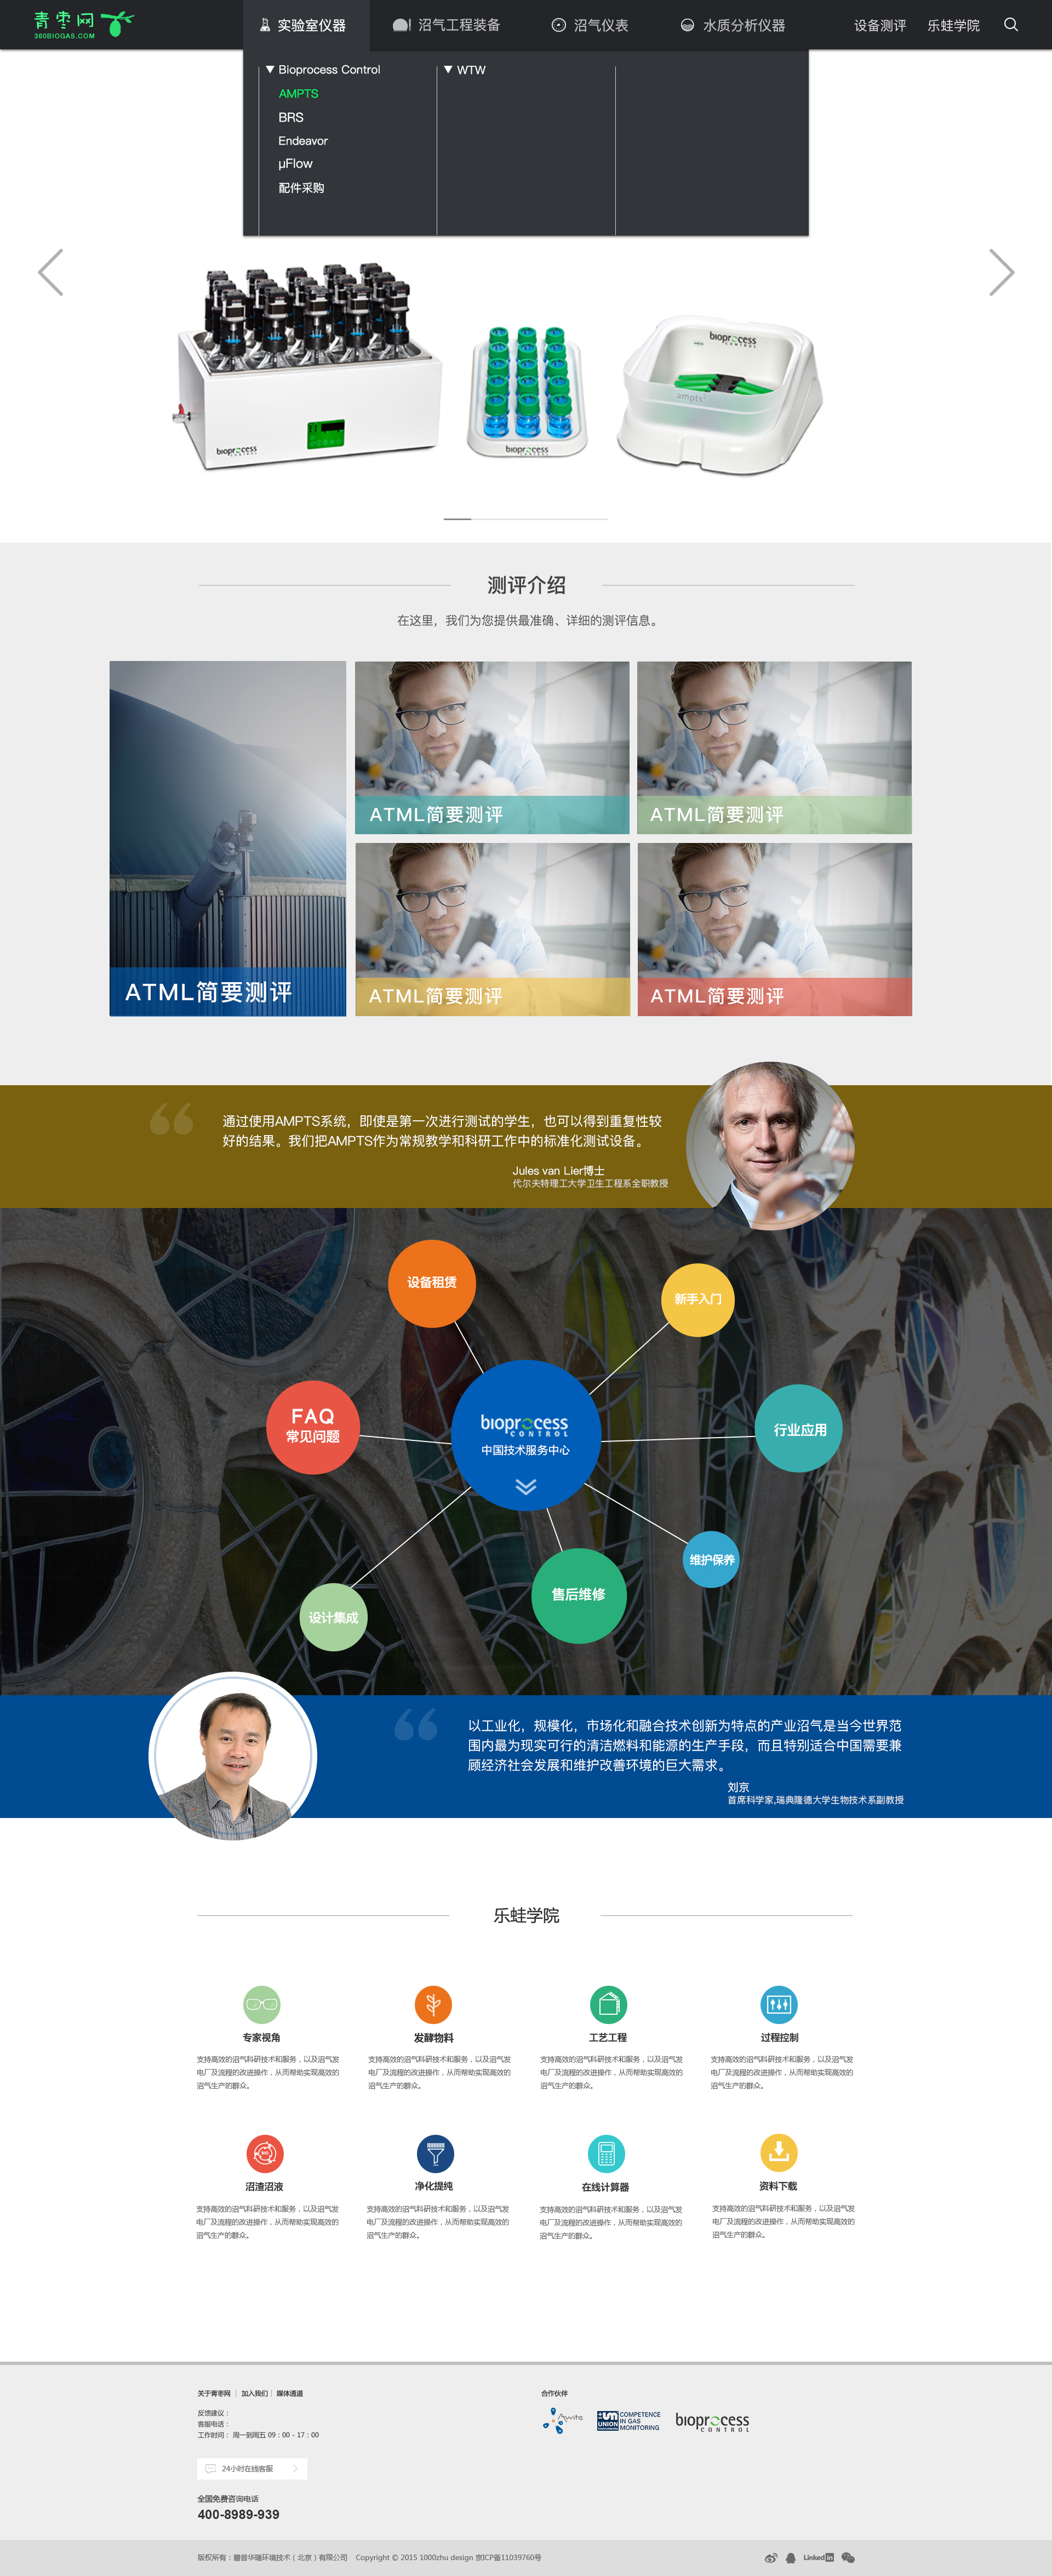 青枣网
360BIOGAS.COM
实验室仪器
沼气工程装备
沼气仪表
水质分析仪器
设备测评
乐蛙学院
Bioprocess Control
AMPTS
BRS
Endeavor
μFlow
配件采购
WTW
bioprocess
CONTROL
bioprocess
CONTROL
bioprocess
CONTROL
ampts
测评介绍
在这里，我们为您提供最准确、详细的测评信息。
ATML简要测评
ATML简要测评
ATML简要测评
ATML简要测评
ATML简要测评
通过使用AMPTS系统，即使是第一次进行测试的学生，也可以得到重复性较
好的结果。我们把AMPTS作为常规教学和科研工作中的标准化测试设备。
Jules van Lier博士
代尔夫特理工大学卫生工程系全职教授
设备租赁
新手入门
FAQ
常见问题
bioprocess
CONTROL
中国技术服务中心
行业应用
维护保养
售后维修
设计集成
以工业化，规模化，市场化和融合技术创新为特点的产业沼气是当今世界范
围内最为现实可行的清洁燃料和能源的生产手段，而且特别适合中国需要兼
顾经济社会发展和维护改善环境的巨大需求。
刘京
首席科学家,瑞典隆德大学生物技术系副教授
乐蛙学院
专家视角
支持高效的沼气科研技术和服务，以及沼气发
电厂及流程的改进操作，从而帮助实现高效的
沼气生产的群众。
发酵物料
支持高效的沼气科研技术和服务，以及沼气发
电厂及流程的改进操作，从而帮助实现高效的
沼气生产的群众。
工艺工程
支持高效的沼气科研技术和服务，以及沼气发
电厂及流程的改进操作，从而帮助实现高效的
沼气生产的群众。
过程控制
支持高效的沼气科研技术和服务，以及沼气发
电厂及流程的改进操作，从而帮助实现高效的
沼气生产的群众。
BIO
沼渣沼液
支持高效的沼气科研技术和服务，以及沼气发
电厂及流程的改进操作，从而帮助实现高效的
沼气生产的群众。
净化提纯
支持高效的沼气科研技术和服务，以及沼气发
电厂及流程的改进操作，从而帮助实现高效的
沼气生产的群众。
在线计算器
支持高效的沼气科研技术和服务，以及沼气发
电厂及流程的改进操作，从而帮助实现高效的
沼气生产的群众。
资料下载
支持高效的沼气科研技术和服务，以及沼气发
电厂及流程的改进操作，从而帮助实现高效的
沼气生产的群众。
关于青枣网 | 加入我们 | 媒体通道
反馈建议：
客服电话：
工作时间： 周一到周五 09：00 - 17：00
24小时在线客服
全国免费咨询电话
400-8989-939
合作伙伴
UNION
COMPETENCE
IN GAS
MONITORING
bioprocess
CONTROL
版权所有：碧普华瑞环境技术（北京）有限公司 Copyright © 2015 1000zhu design 京ICP备11039760号
Linked in